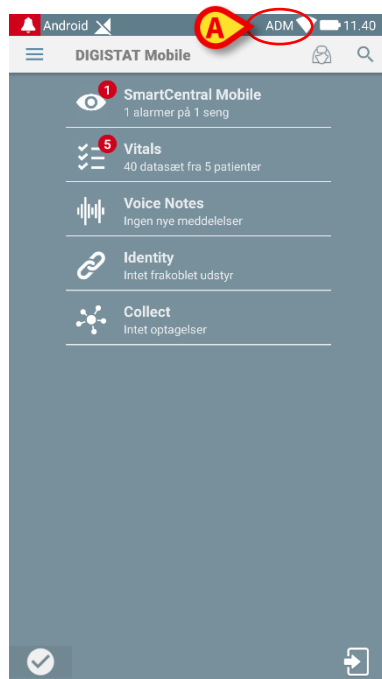 Android ADM 11.40
A
DIGISTAT Mobile
1
SmartCentral Mobile
1 alarmer på 1 seng
5
Vitals
40 datasæt fra 5 patienter
Voice Notes
Ingen nye meddelelser
Identity
Intet frakoblet udstyr
Collect
Intet optagelser